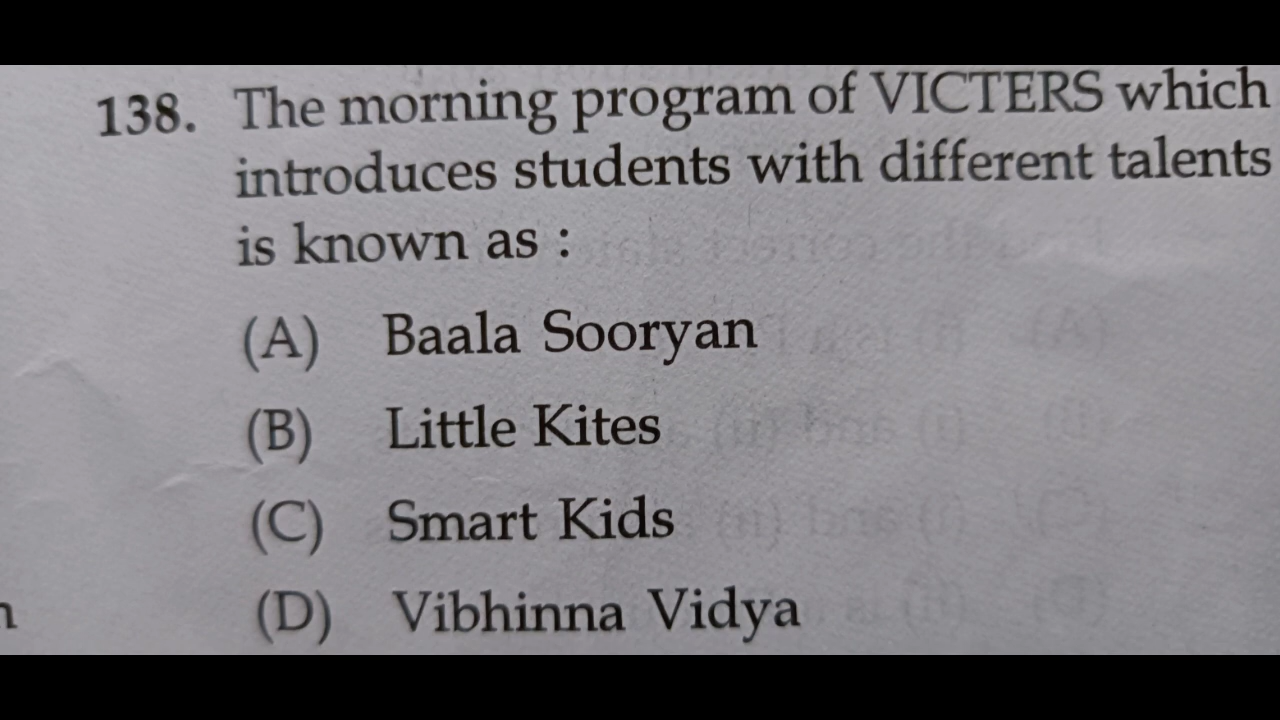 138. The morning program of VICTERS which
introduces students with different talents
is known as :
(A) Baala Sooryan
(B) Little Kites
(C) Smart Kids
(D) Vibhinna Vidya